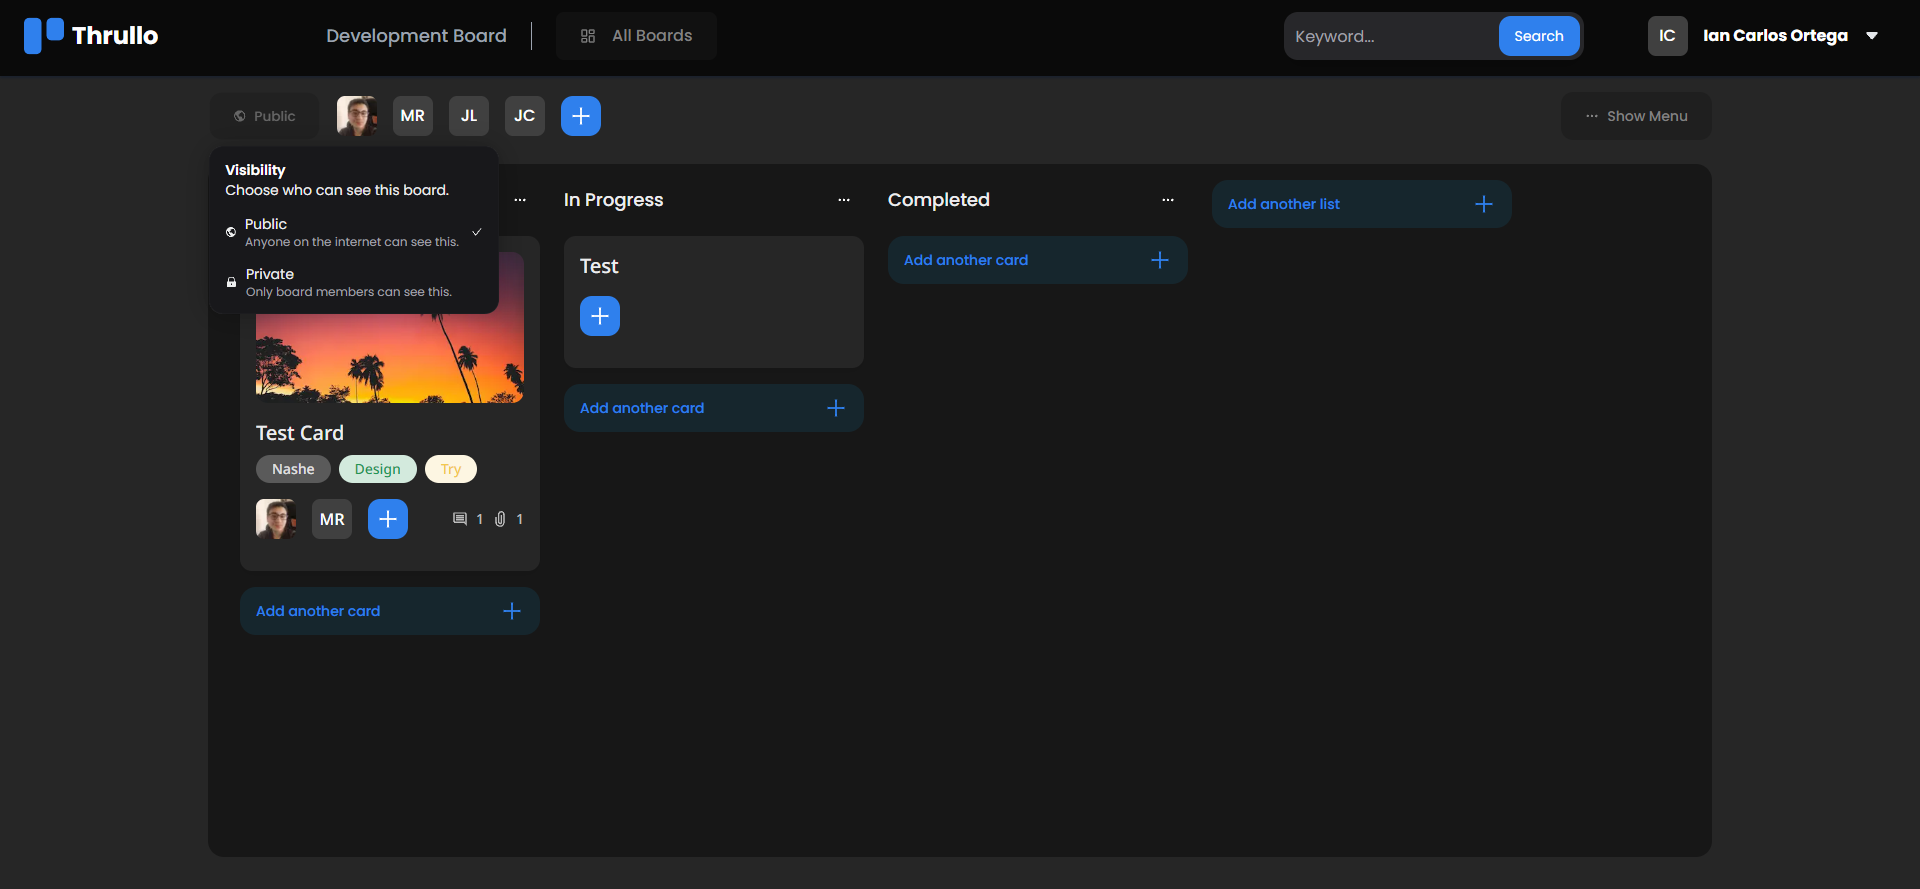 Thrullo
Development Board
All Boards
Keyword...
Search
IC
Ian Carlos Ortega
Public
MR
JL
JC
... Show Menu
Visibility
Choose who can see this board.
Public
Anyone on the internet can see this.
Private
Only board members can see this.
...
Test Card
Nashe
Design
Try
MR
1
1
Add another card
In Progress
...
Test
Add another card
Completed
...
Add another card
Add another list